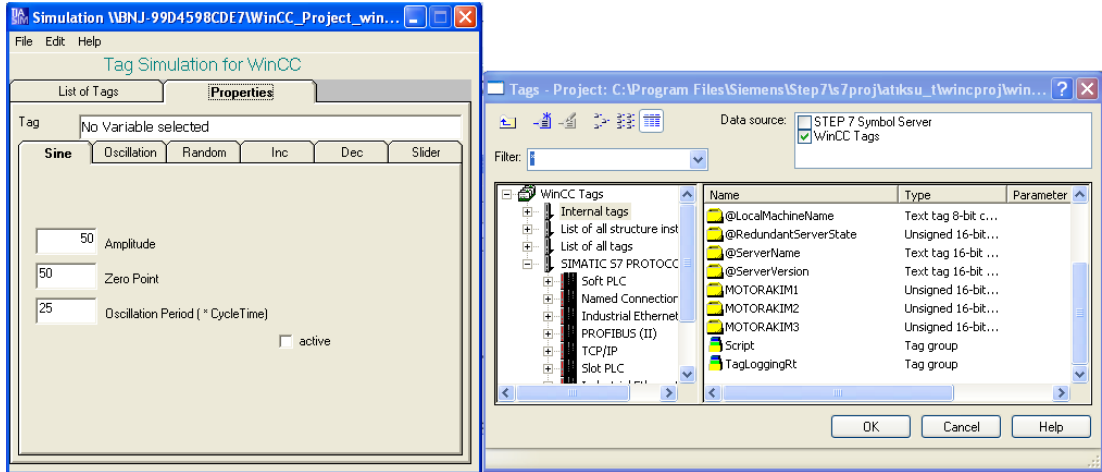 Simulation \\BNJ-99D4598CDE7\WinCC_Project_win...
File Edit Help
Tag Simulation for WinCC
List of Tags Properties
Tag No Variable selected
Sine Oscillation Random Inc Dec Slider
50 Amplitude
50 Zero Point
25 Oscillation Period ( * CycleTime)
active
Tags - Project: C:\Program Files\Siemens\Step7\s7proj\atıksu_t\wincproj\win...
Data source: STEP 7 Symbol Server
WinCC Tags
Filter: *
WinCC Tags
Internal tags
List of all structure inst
List of all tags
SIMATIC S7 PROTOCC
Soft PLC
Named Connection
Industrial Ethernet
PROFIBUS (II)
TCP/IP
Slot PLC
Name Type Parameter
@LocalMachineName Text tag 8-bit c...
@RedundantServerState Unsigned 16-bit...
@ServerName Text tag 16-bit ...
@ServerVersion Text tag 16-bit ...
MOTORAKIM1 Unsigned 16-bit...
MOTORAKIM2 Unsigned 16-bit...
MOTORAKIM3 Unsigned 16-bit...
Script Tag group
TagLoggingRt Tag group
OK Cancel Help